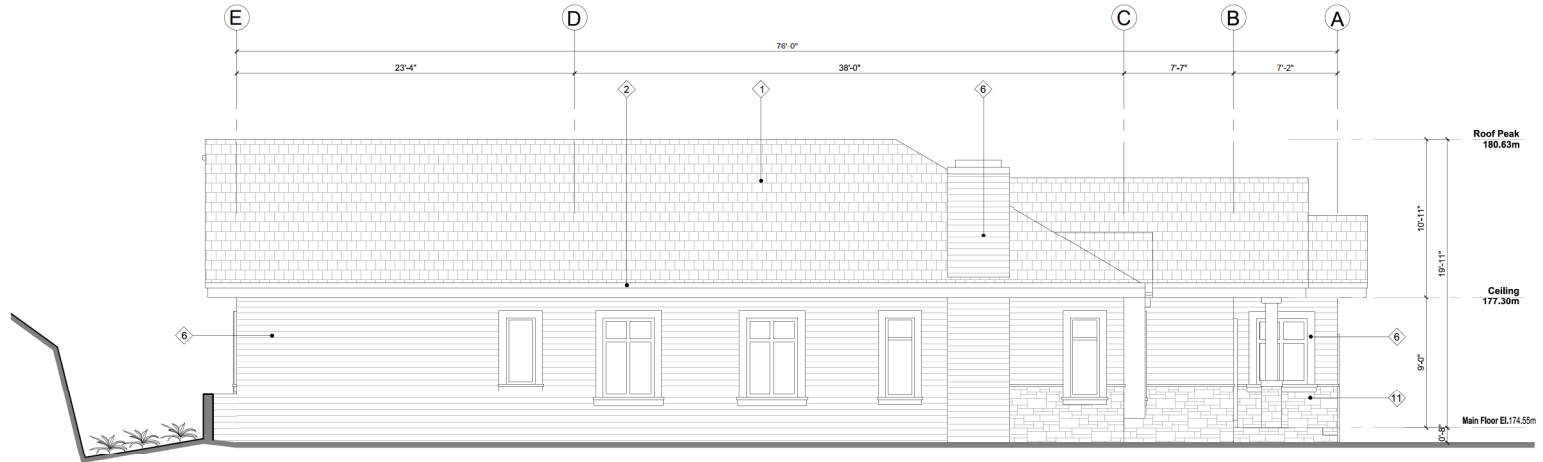 E
D
C
B
A
76'-0"
23'-4"
38'-0"
7'-7"
7'-2"
2
1
6
Roof Peak
180.63m
10'-11"
19'-11"
Ceiling
177.30m
6
6
9'-0"
11
Main Floor El.174.55m
0'-8"